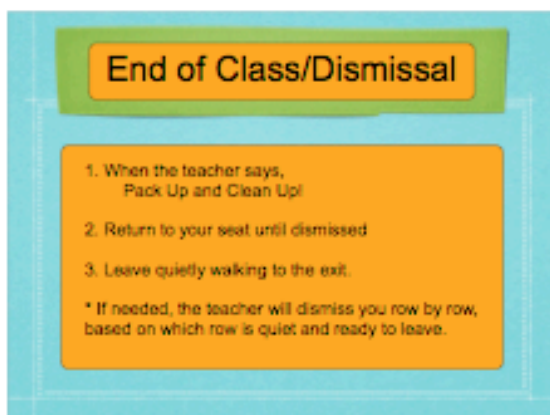 End of Class/Dismissal
1. When the teacher says,
Pack Up and Clean Up!
2. Return to your seat until dismissed
3. Leave quietly walking to the exit.
* If needed, the teacher will dismiss you row by row,
based on which row is quiet and ready to leave.